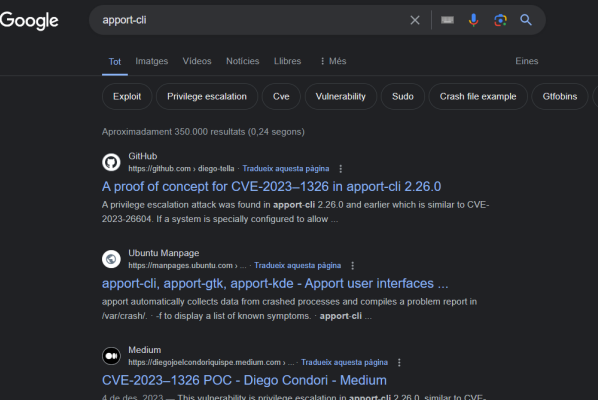 Google
apport-cli
Tot Imatges Vídeos Notícies Llibres Més Eines
Exploit Privilege escalation Cve Vulnerability Sudo Crash file example Gtfobins
Aproximadament 350.000 resultats (0,24 segons)
GitHub
https://github.com › diego-tella · Tradueix aquesta pàgina
A proof of concept for CVE-2023–1326 in apport-cli 2.26.0
A privilege escalation attack was found in apport-cli 2.26.0 and earlier which is similar to CVE-
2023-26604. If a system is specially configured to allow ...
Ubuntu Manpage
https://manpages.ubuntu.com › ... · Tradueix aquesta pàgina
apport-cli, apport-gtk, apport-kde - Apport user interfaces ...
apport automatically collects data from crashed processes and compiles a problem report in
/var/crash/. · -f to display a list of known symptoms. · apport-cli ...
Medium
https://diegojoelcondoriquispe.medium.com › ... · Tradueix aquesta pàgina
CVE-2023–1326 POC - Diego Condori - Medium
4 de des. 2023 — This vulnerability is privilege escalation in apport-cli 2.26.0, similar to CVE-